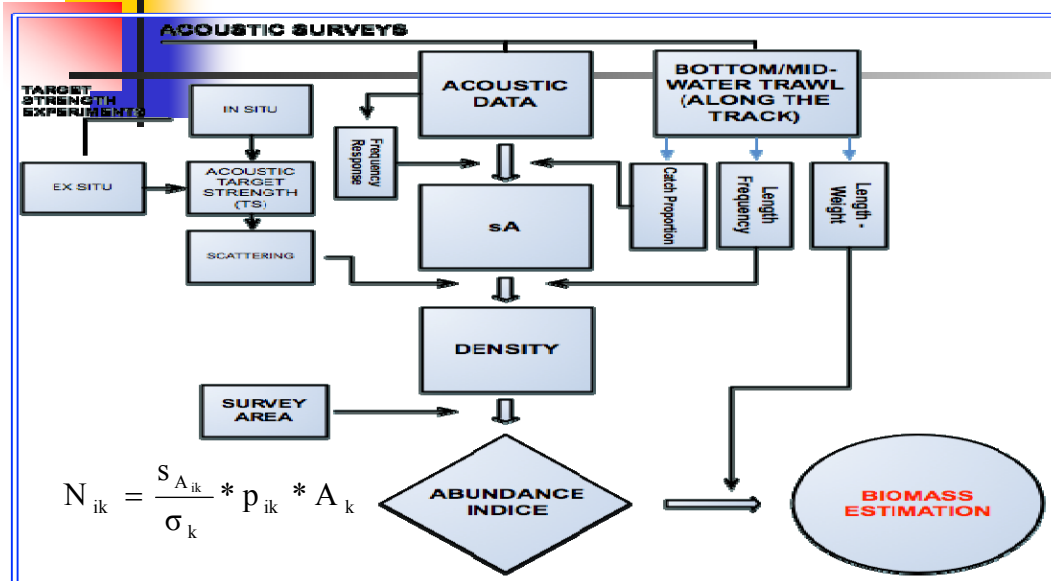 ACOUSTIC SURVEYS
TARGET
STRENGTH
EXPERIMENTS
IN SITU
EX SITU
ACOUSTIC
TARGET
STRENGTH
(TS)
SCATTERING
Frequency
Response
ACOUSTIC
DATA
BOTTOM/MID-
WATER TRAWL
(ALONG THE
TRACK)
Catch Proportion
Length
Frequency
Length -
Weight
sA
DENSITY
SURVEY
AREA
N ik = s A ik / σ k * p ik * A k
ABUNDANCE
INDICE
BIOMASS
ESTIMATION